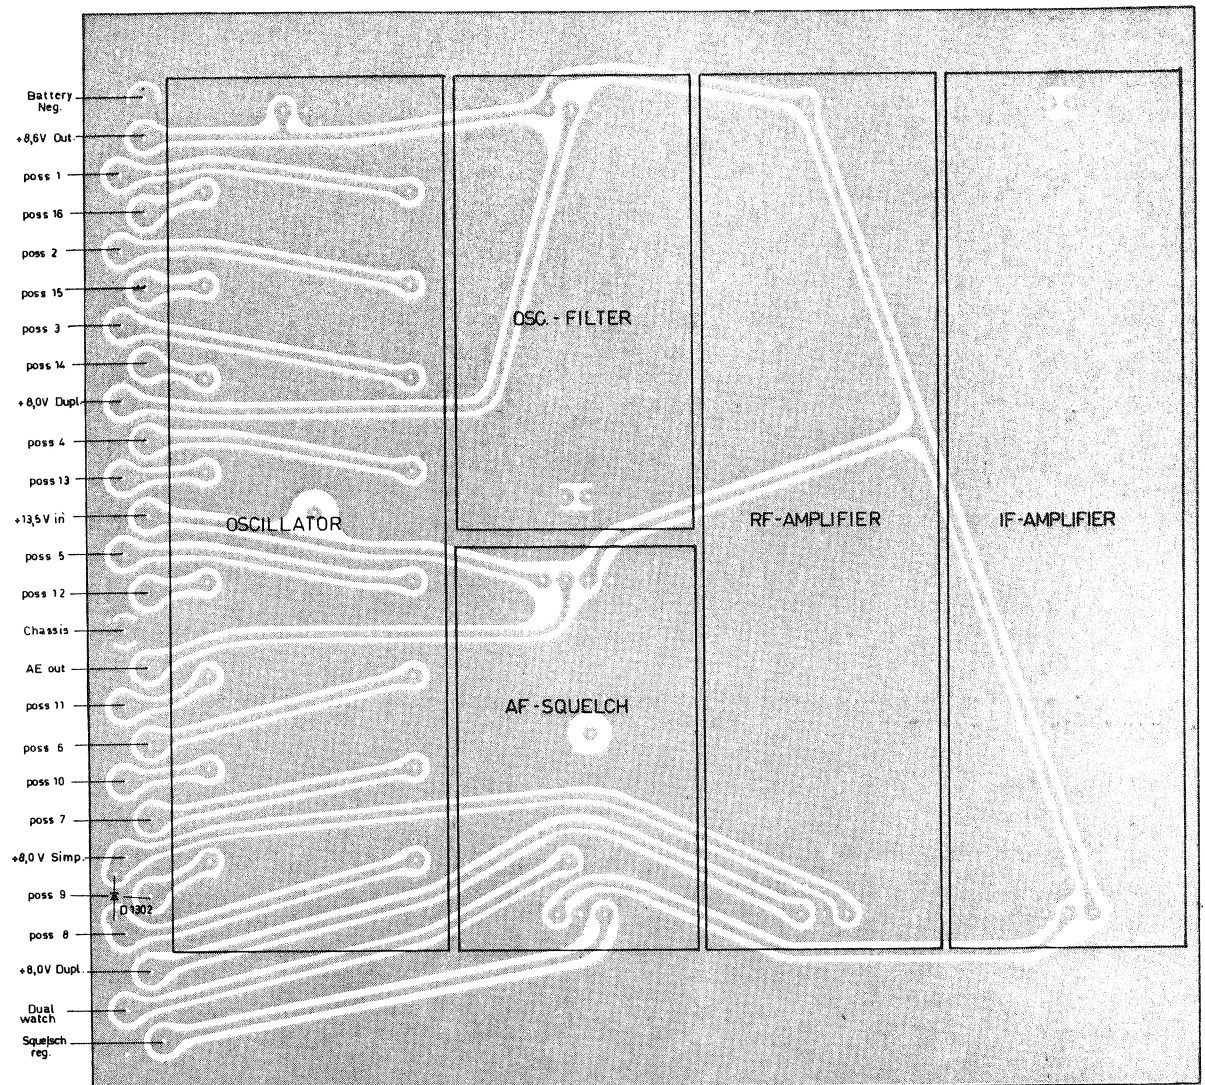 Battery
Neg.
+8,6V Out
poss 1
poss 16
poss 2
poss 15
poss 3
poss 14
+8,0V Dupl.
poss 4
poss 13
+13,5V in
poss 5
poss 12
Chassis
AE out
poss 11
poss 6
poss 10
poss 7
+8,0 V Simp.
poss 9
D1302
poss 8
+8,0V Dupl.
Dual
watch
Squelsch
reg.
OSCILLATOR
OSC.-FILTER
AF-SQUELCH
RF-AMPLIFIER
IF-AMPLIFIER